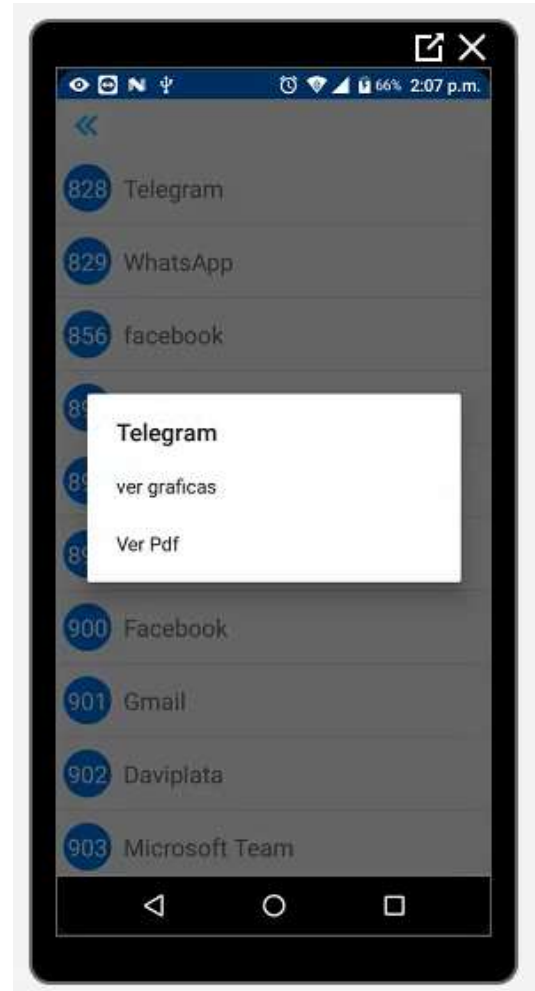 66% 2:07 p.m.
828 Telegram
829 WhatsApp
856 facebook
Telegram
ver graficas
Ver Pdf
900 Facebook
901 Gmail
902 Daviplata
903 Microsoft Team